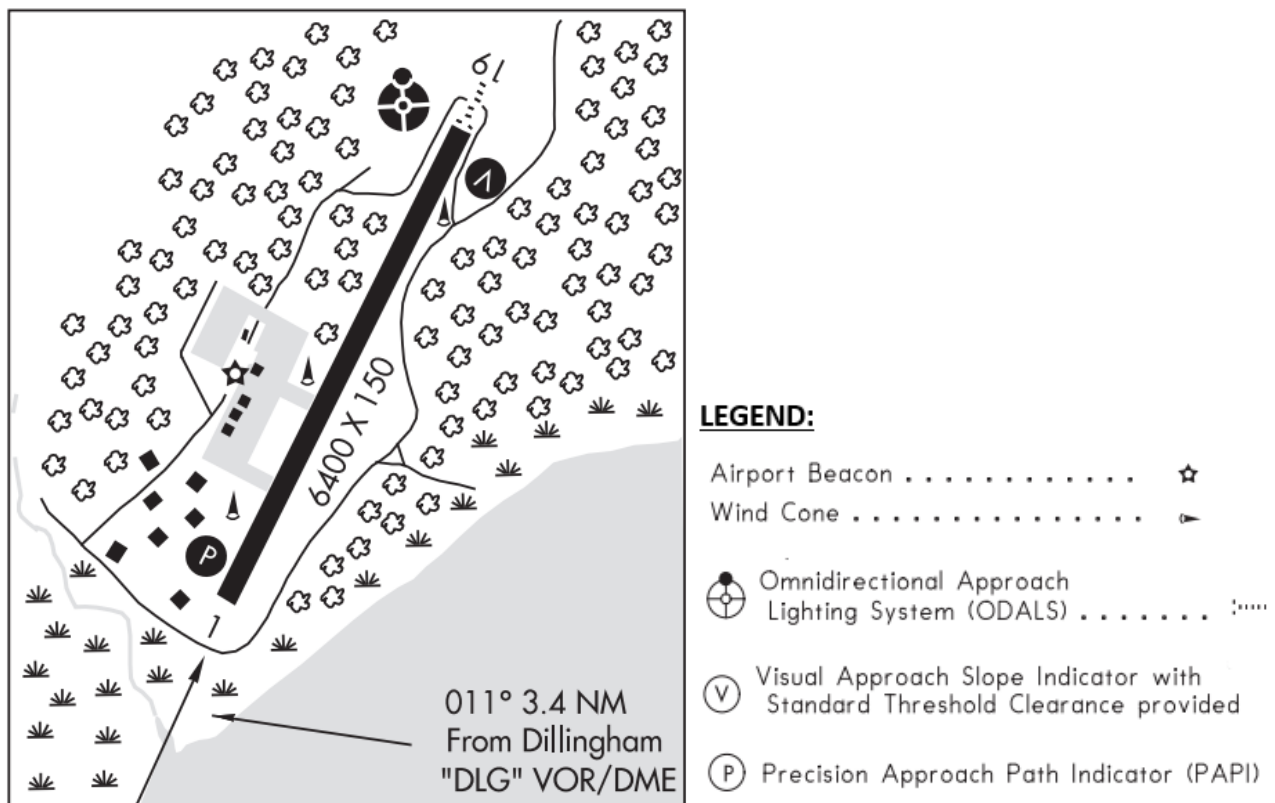 19
V
6400 X 150
P
1
011° 3.4 NM
From Dillingham
"DLG" VOR/DME
LEGEND:
Airport Beacon . . . . . . . . . . . .
Wind Cone . . . . . . . . . . . . . . . .
Omnidirectional Approach
Lighting System (ODALS) . . . . . . .
V
Visual Approach Slope Indicator with
Standard Threshold Clearance provided
P
Precision Approach Path Indicator (PAPI)